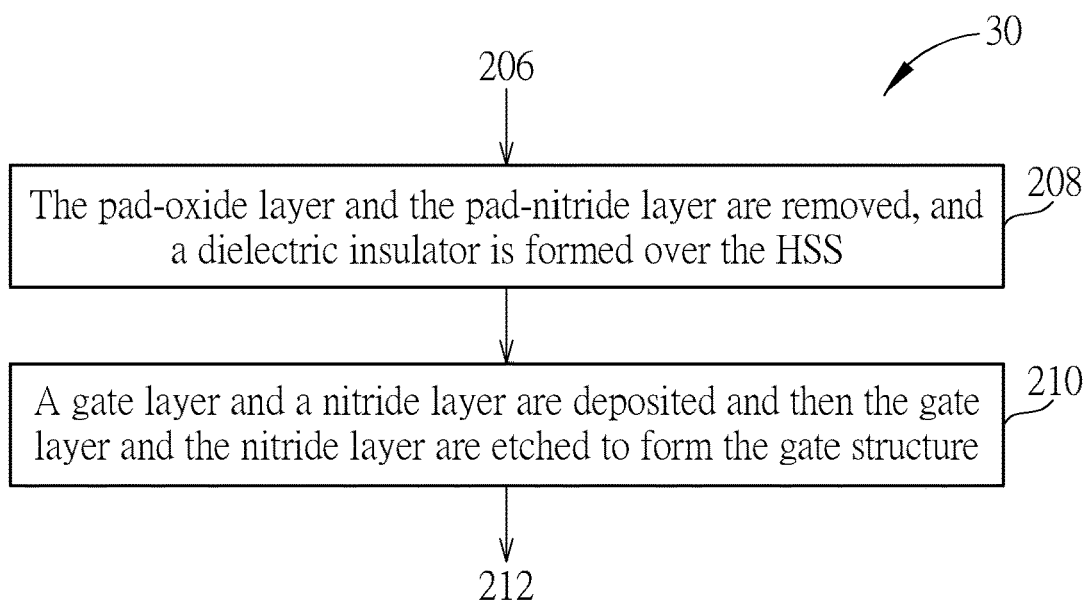 30
206
The pad-oxide layer and the pad-nitride layer are removed, and
a dielectric insulator is formed over the HSS
208
A gate layer and a nitride layer are deposited and then the gate
layer and the nitride layer are etched to form the gate structure
210
212